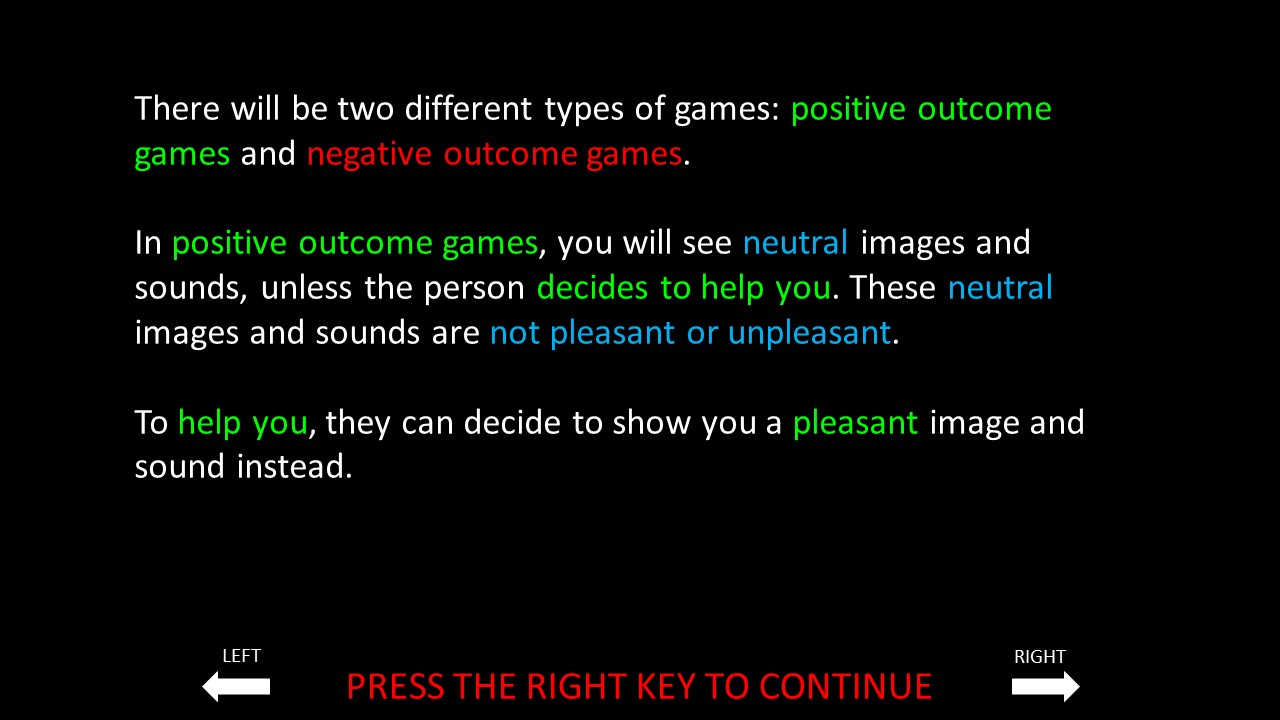 There will be two different types of games: positive outcome
games and negative outcome games.
In positive outcome games, you will see neutral images and
sounds, unless the person decides to help you. These neutral
images and sounds are not pleasant or unpleasant.
To help you, they can decide to show you a pleasant image and
sound instead.
LEFT
RIGHT
PRESS THE RIGHT KEY TO CONTINUE